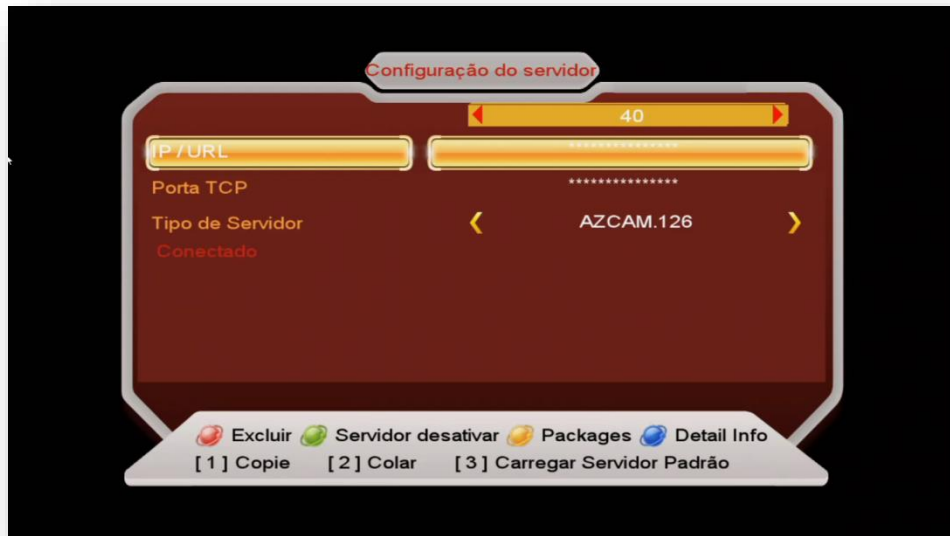 Configuração do servidor
40
IP / URL ***************
Porta TCP ***************
Tipo de Servidor AZCAM.126
Conectado
Excluir Servidor desativar Packages Detail Info
[ 1 ] Copie [ 2 ] Colar [ 3 ] Carregar Servidor Padrão